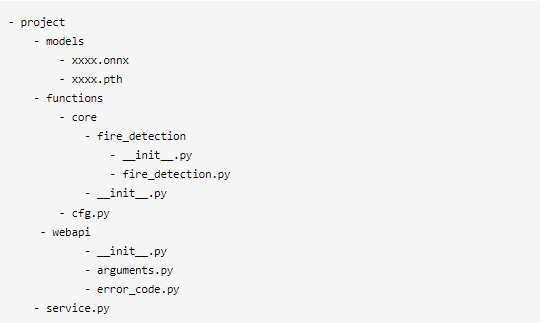 - project
- models
- xxxx.onnx
- xxxx.pth
- functions
- core
- fire_detection
- __init__.py
- fire_detection.py
- __init__.py
- cfg.py
- webapi
- __init__.py
- arguments.py
- error_code.py
- service.py